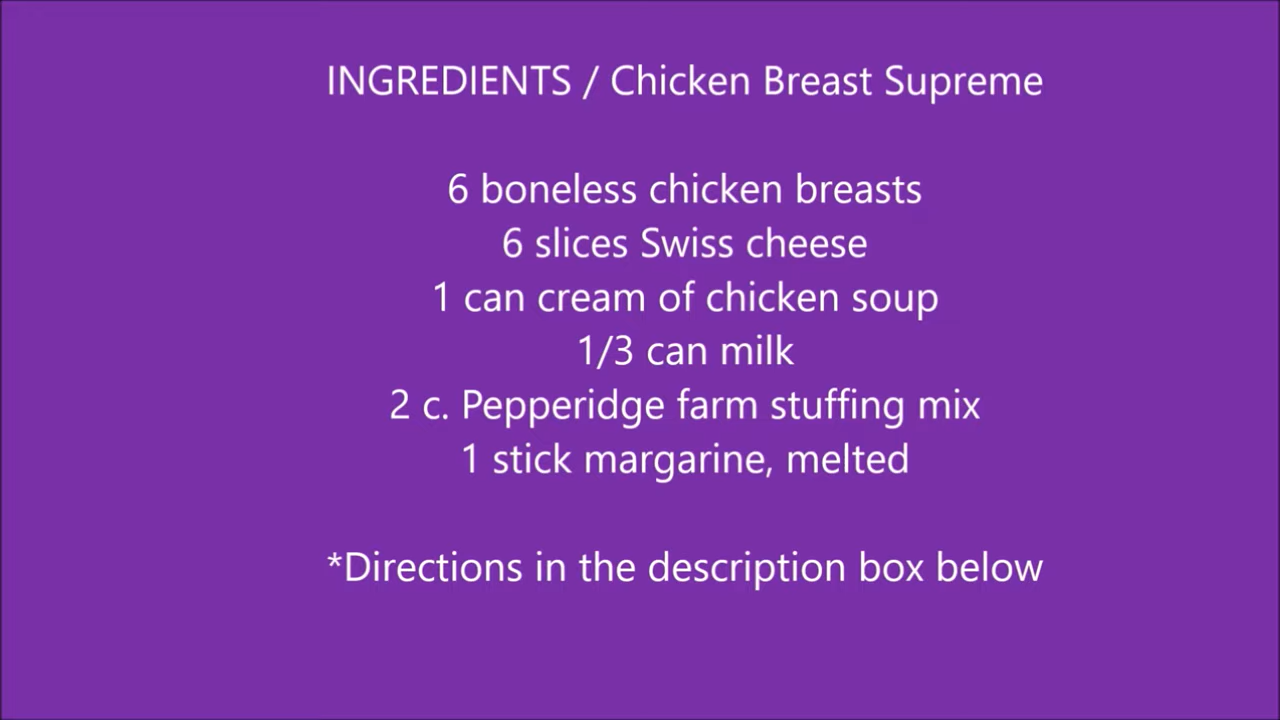 INGREDIENTS / Chicken Breast Supreme
6 boneless chicken breasts
6 slices Swiss cheese
1 can cream of chicken soup
1/3 can milk
2 c. Pepperidge farm stuffing mix
1 stick margarine, melted
*Directions in the description box below